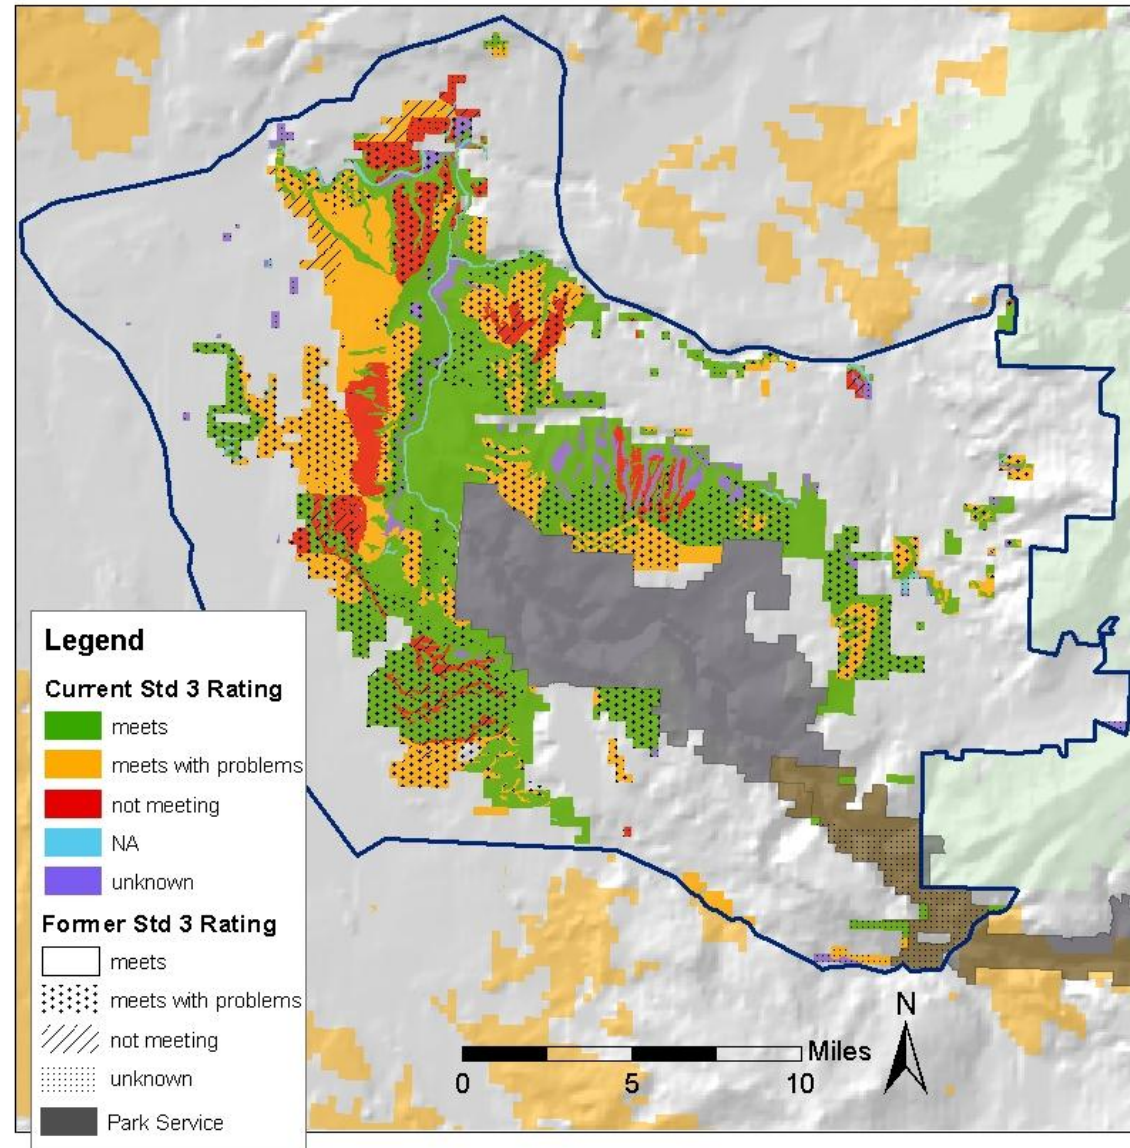 Legend
Current Std 3 Rating
meets
meets with problems
not meeting
NA
unknown
Former Std 3 Rating
meets
meets with problems
not meeting
unknown
Park Service
N
Miles
0 5 10